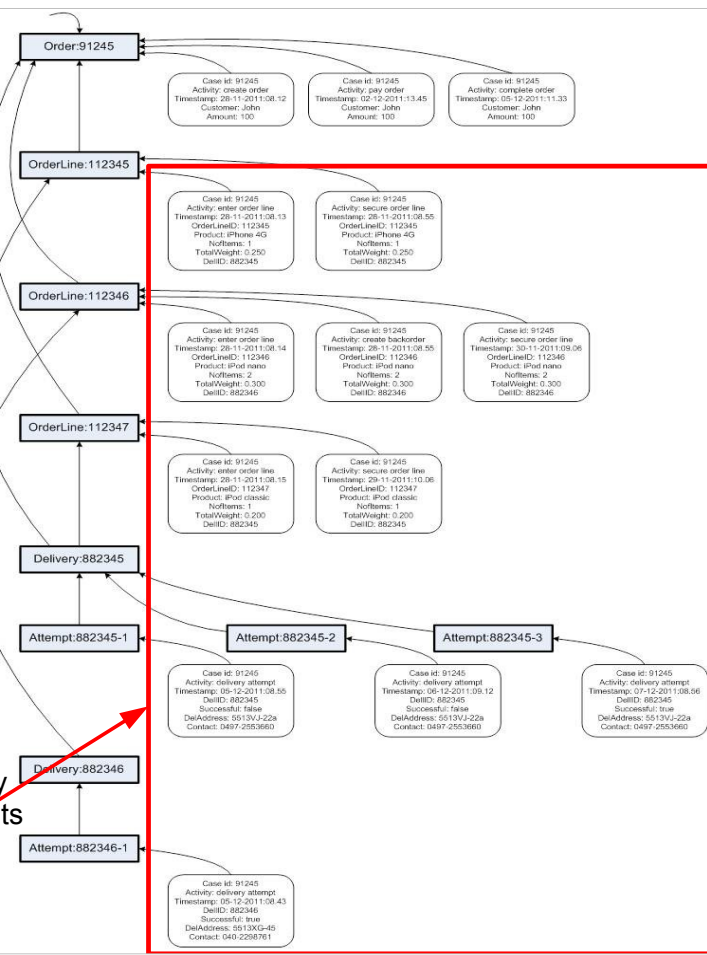 Order:91245
Case id: 91245
Activity: create order
Timestamp: 28-11-2011:08.12
Customer: John
Amount: 100
Case id: 91245
Activity: pay order
Timestamp: 02-12-2011:13.45
Customer: John
Amount: 100
Case id: 91245
Activity: complete order
Timestamp: 05-12-2011:11.33
Customer: John
Amount: 100
OrderLine:112345
Case id: 91245
Activity: enter order line
Timestamp: 28-11-2011:08.13
OrderLineID: 112345
Product: iPhone 4G
NofItems: 1
TotalWeight: 0.250
DellID: 882345
Case id: 91245
Activity: secure order line
Timestamp: 28-11-2011:08.55
OrderLineID: 112345
Product: iPhone 4G
NofItems: 1
TotalWeight: 0.250
DellID: 882345
OrderLine:112346
Case id: 91245
Activity: enter order line
Timestamp: 28-11-2011:08.14
OrderLineID: 112346
Product: iPod nano
NofItems: 2
TotalWeight: 0.300
DellID: 882346
Case id: 91245
Activity: create backorder
Timestamp: 28-11-2011:08.55
OrderLineID: 112346
Product: iPod nano
NofItems: 2
TotalWeight: 0.300
DellID: 882346
Case id: 91245
Activity: secure order line
Timestamp: 30-11-2011:09.06
OrderLineID: 112346
Product: iPod nano
NofItems: 2
TotalWeight: 0.300
DellID: 882346
OrderLine:112347
Case id: 91245
Activity: enter order line
Timestamp: 28-11-2011:08.15
OrderLineID: 112347
Product: iPod classic
NofItems: 1
TotalWeight: 0.200
DellID: 882345
Case id: 91245
Activity: secure order line
Timestamp: 29-11-2011:10.06
OrderLineID: 112347
Product: iPod classic
NofItems: 1
TotalWeight: 0.200
DellID: 882345
Delivery:882345
Attempt:882345-1
Attempt:882345-2
Attempt:882345-3
Case id: 91245
Activity: delivery attempt
Timestamp: 05-12-2011:08.55
DellID: 882345
Successful: false
DelAddress: 5513VJ-22a
Contact: 0497-2553660
Case id: 91245
Activity: delivery attempt
Timestamp: 06-12-2011:09.12
DellID: 882345
Successful: false
DelAddress: 5513VJ-22a
Contact: 0497-2553660
Case id: 91245
Activity: delivery attempt
Timestamp: 07-12-2011:08.56
DellID: 882345
Successful: true
DelAddress: 5513VJ-22a
Contact: 0497-2553660
Delivery:882346
y
ts
Attempt:882346-1
Case id: 91245
Activity: delivery attempt
Timestamp: 05-12-2011:08.43
DellID: 882346
Successful: true
DelAddress: 5513XG-45
Contact: 040-2298761